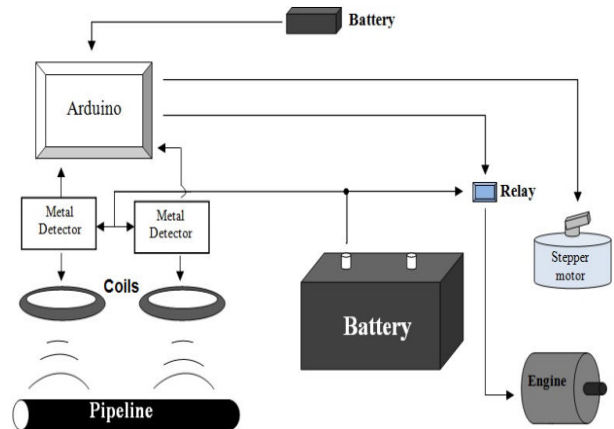 Battery
Arduino
Relay
Metal
Detector
Metal
Detector
Stepper
motor
Coils
Battery
Engine
Pipeline